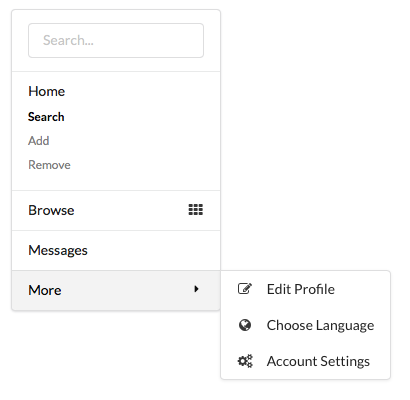 Search...
Home
Search
Add
Remove
Browse
Messages
More
Edit Profile
Choose Language
Account Settings